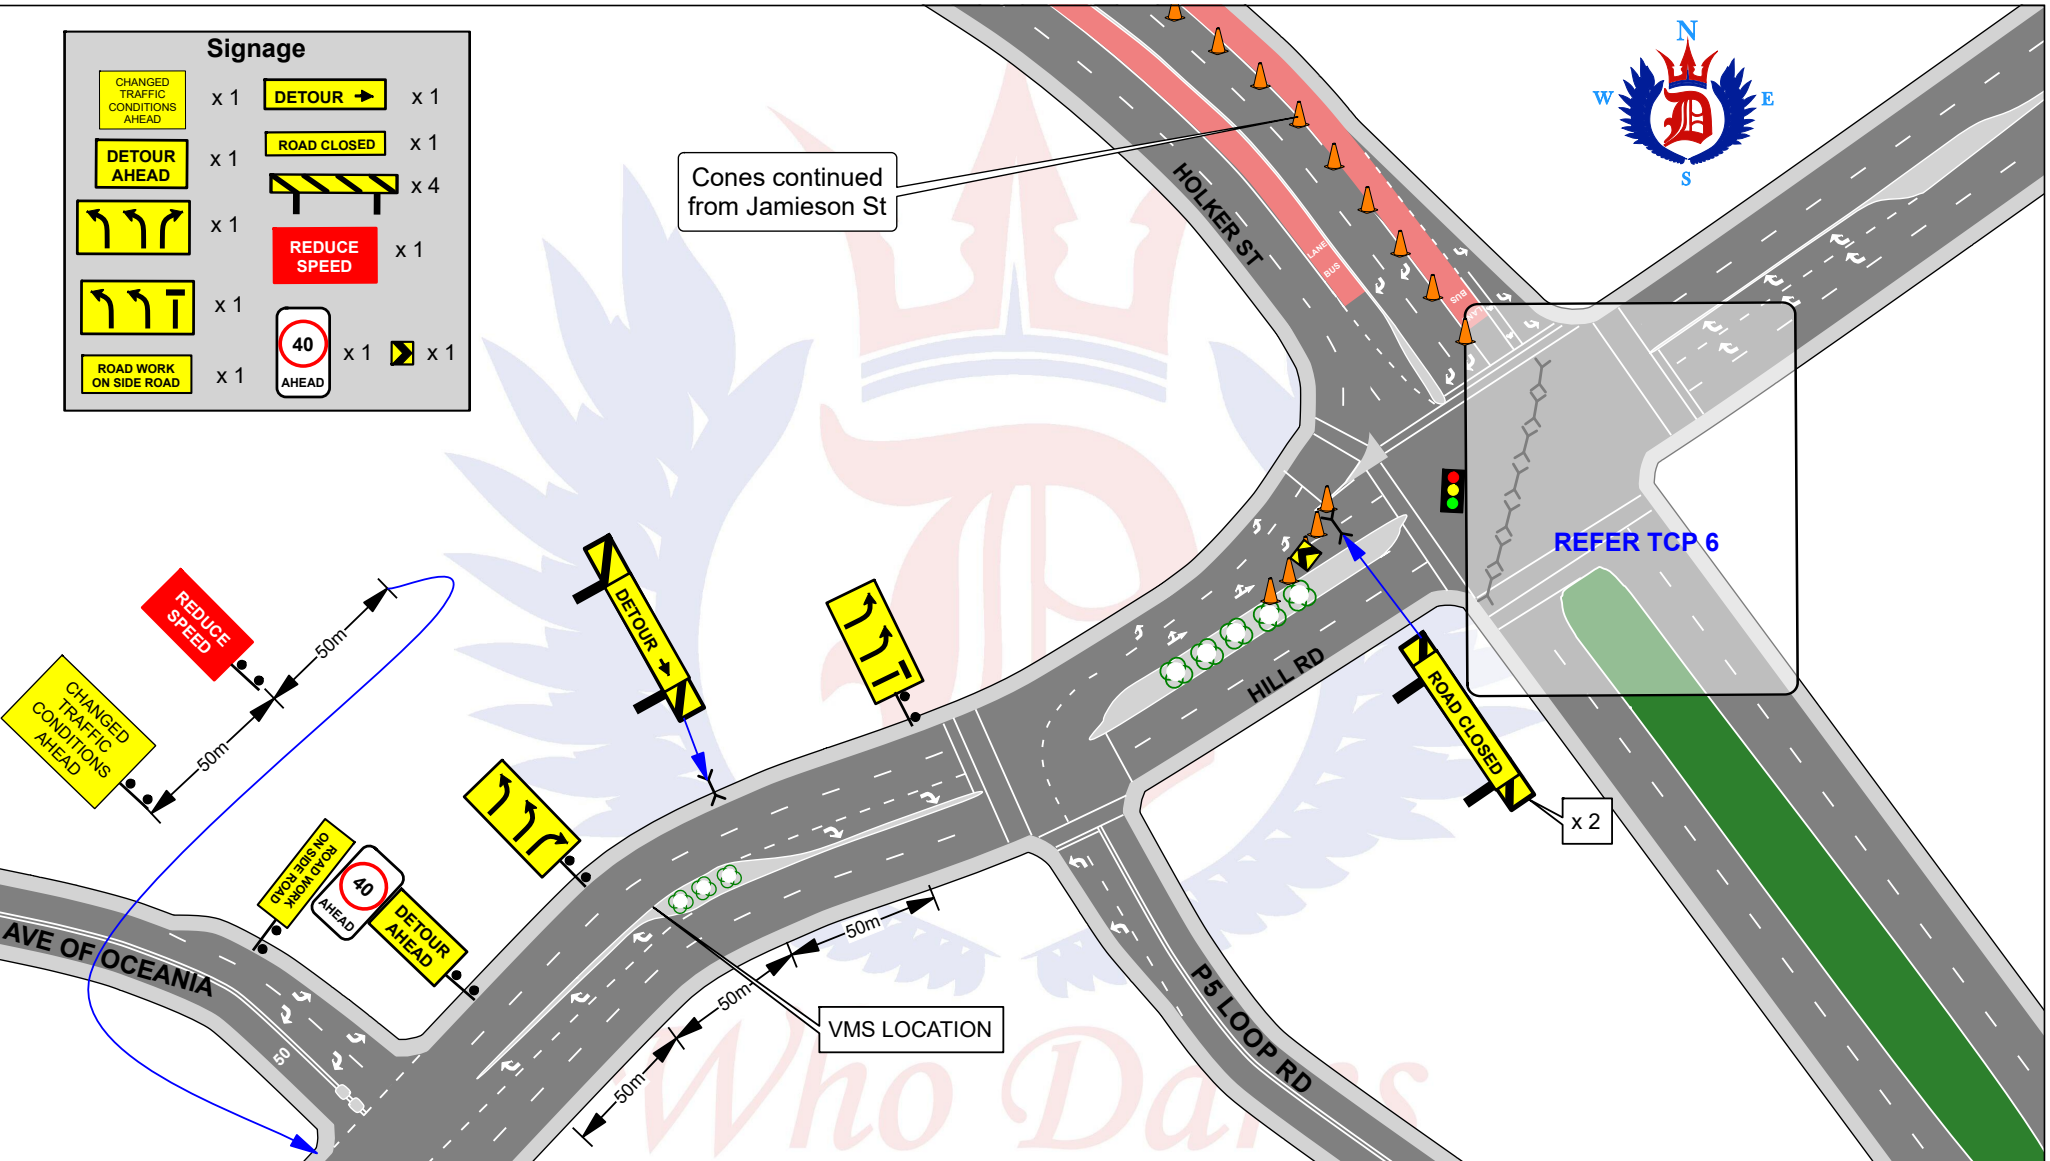 Signage
CHANGED
TRAFFIC
CONDITIONS
AHEAD
x 1
DETOUR
x 1
DETOUR
AHEAD
x 1
ROAD CLOSED
x 1
x 4
x 1
REDUCE
SPEED
x 1
x 1
40
AHEAD
x 1
x 1
ROAD WORK
ON SIDE ROAD
x 1
Cones continued
from Jamieson St
HOLKER ST
LANE
BUS
BUS
N
W
E
S
D
REFER TCP 6
REDUCE
SPEED
50m
CHANGED
TRAFFIC
CONDITIONS
AHEAD
50m
DETOUR
HILL RD
ROAD CLOSED
x 2
ROAD WORK
ON SIDE ROAD
40
AHEAD
DETOUR
AHEAD
AVE OF OCEANIA
50
50m
50m
50m
VMS LOCATION
P5 LOOP RD
D
Who Dares